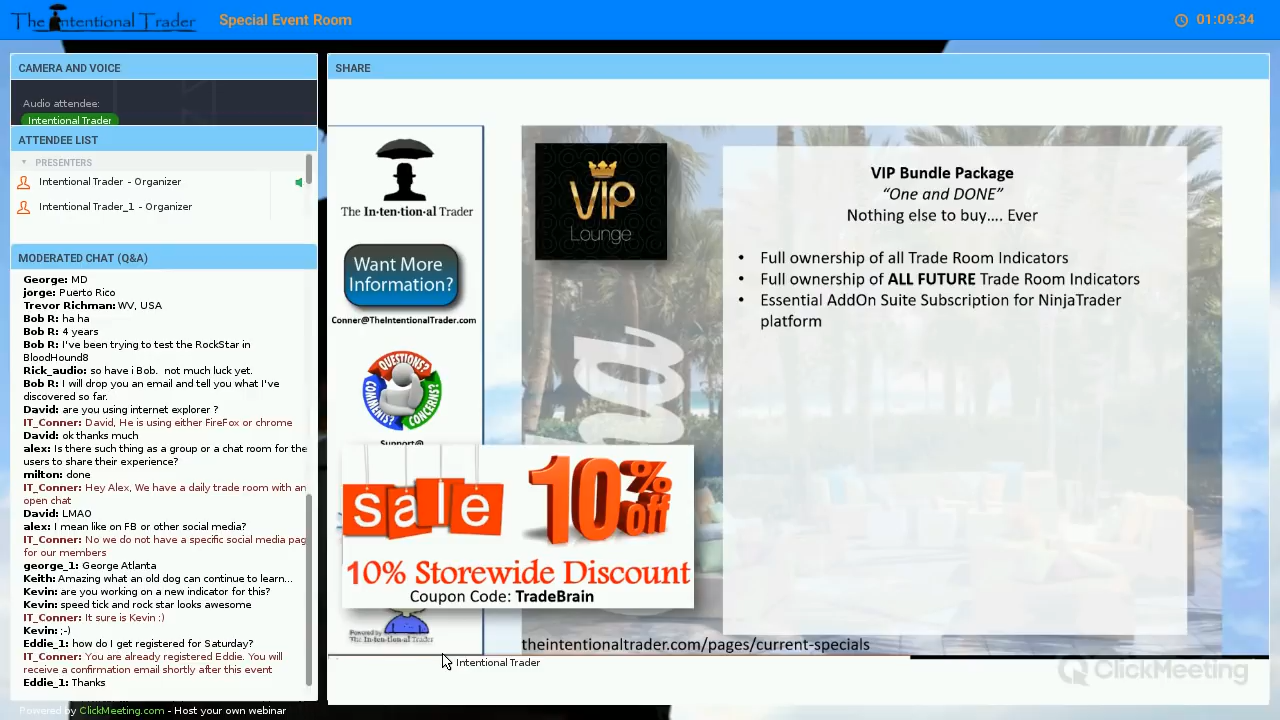 The Intentional Trader
Special Event Room
01:09:34
CAMERA AND VOICE
Audio attendee:
Intentional Trader
ATTENDEE LIST
PRESENTERS
Intentional Trader - Organizer
Intentional Trader_1 - Organizer
MODERATED CHAT (Q&A)
George: MD
jorge: Puerto Rico
Trevor Richman: WV, USA
Bob R: ha ha
Bob R: 4 years
Bob R: I've been trying to test the RockStar in
BloodHound8
Rick_audio: so have i Bob. not much luck yet.
Bob R: I will drop you an email and tell you what I've
discovered so far.
David: are you using internet explorer ?
IT_Conner: David, He is using either FireFox or chrome
David: ok thanks much
alex: Is there such thing as a group or a chat room for the
users to share their experience?
milton: done
IT_Conner: Hey Alex, We have a daily trade room with an
open chat
David: LMAO
alex: I mean like on FB or other social media?
IT_Conner: No we do not have a specific social media pag
for our members
george_1: George Atlanta
Keith: Amazing what an old dog can continue to learn...
Kevin: are you working on a new indicator for this?
Kevin: speed tick and rock star looks awesome
IT_Conner: It sure is Kevin :)
Kevin: ;-)
Eddie_1: how do I get registered for Saturday?
IT_Conner: You are already registered Eddie. You will
receive a confirmation email shortly after this event
Eddie_1: Thanks
Powered by ClickMeeting.com - Host your own webinar
SHARE
The In·ten·tion·al Trader
Want More
Information?
Conner@TheIntentionalTrader.com
QUESTIONS?
COMMENTS?
CONCERNS?
Support@
sale
10% off
10% Storewide Discount
Coupon Code: TradeBrain
Powered by
The In·ten·tion·al Trader
VIP
Lounge
VIP Bundle Package
“One and DONE”
Nothing else to buy.... Ever
• Full ownership of all Trade Room Indicators
• Full ownership of ALL FUTURE Trade Room Indicators
• Essential AddOn Suite Subscription for NinjaTrader
platform
theintentionaltrader.com/pages/current-specials
Intentional Trader
ClickMeeting